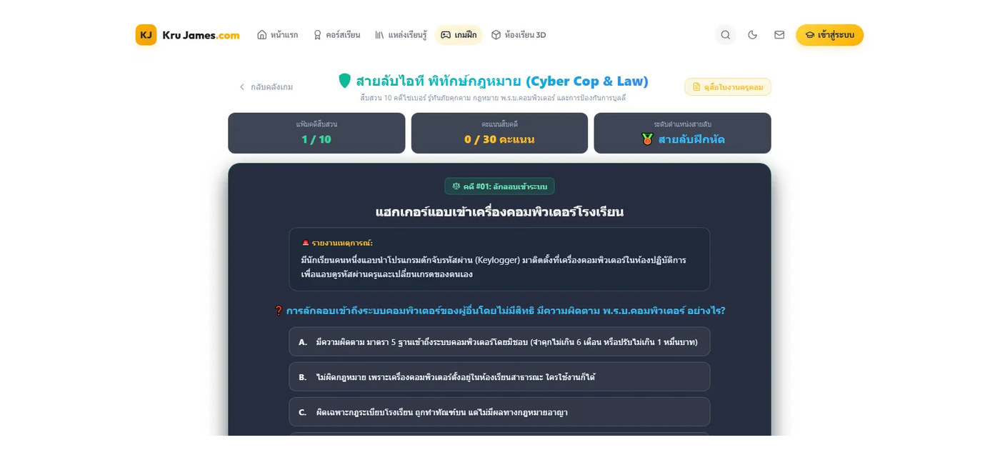 KJ Kru James.com หน้าแรก คอร์สเรียน แหล่งเรียนรู้ เกมฝึก ห้องเรียน 3D เข้าสู่ระบบ
กลับคลังเกม
สายลับไอที พิทักษ์กฎหมาย (Cyber Cop & Law)
สืบสวน 10 คดีไซเบอร์ รู้ทันภัยคุกคาม กฎหมาย พ.ร.บ.คอมพิวเตอร์ และการป้องกันการบูลลี่
ดูสื่อใบงานครูคอม
แฟ้มคดีสืบสวน
1 / 10
คะแนนสืบคดี
0 / 30 คะแนน
ระดับตำแหน่งสายลับ
สายลับฝึกหัด
คดี #01: ลักลอบเข้าระบบ
แฮกเกอร์แอบเข้าเครื่องคอมพิวเตอร์โรงเรียน
รายงานเหตุการณ์:
มีนักเรียนคนหนึ่งแอบนำโปรแกรมดักจับรหัสผ่าน (Keylogger) มาติดตั้งที่เครื่องคอมพิวเตอร์ในห้องปฏิบัติการ
เพื่อแอบดูรหัสผ่านครูและเปลี่ยนเกรดของตนเอง
❓ การลักลอบเข้าถึงระบบคอมพิวเตอร์ของผู้อื่นโดยไม่มีสิทธิ มีความผิดตาม พ.ร.บ.คอมพิวเตอร์ อย่างไร?
A. มีความผิดตาม มาตรา 5 ฐานเข้าถึงระบบคอมพิวเตอร์โดยมิชอบ (จำคุกไม่เกิน 6 เดือน หรือปรับไม่เกิน 1 หมื่นบาท)
B. ไม่ผิดกฎหมาย เพราะเครื่องคอมพิวเตอร์ตั้งอยู่ในห้องเรียนสาธารณะ ใครใช้งานก็ได้
C. ผิดเฉพาะกฎระเบียบโรงเรียน ถูกทำทัณฑ์บน แต่ไม่มีผลทางกฎหมายอาญา